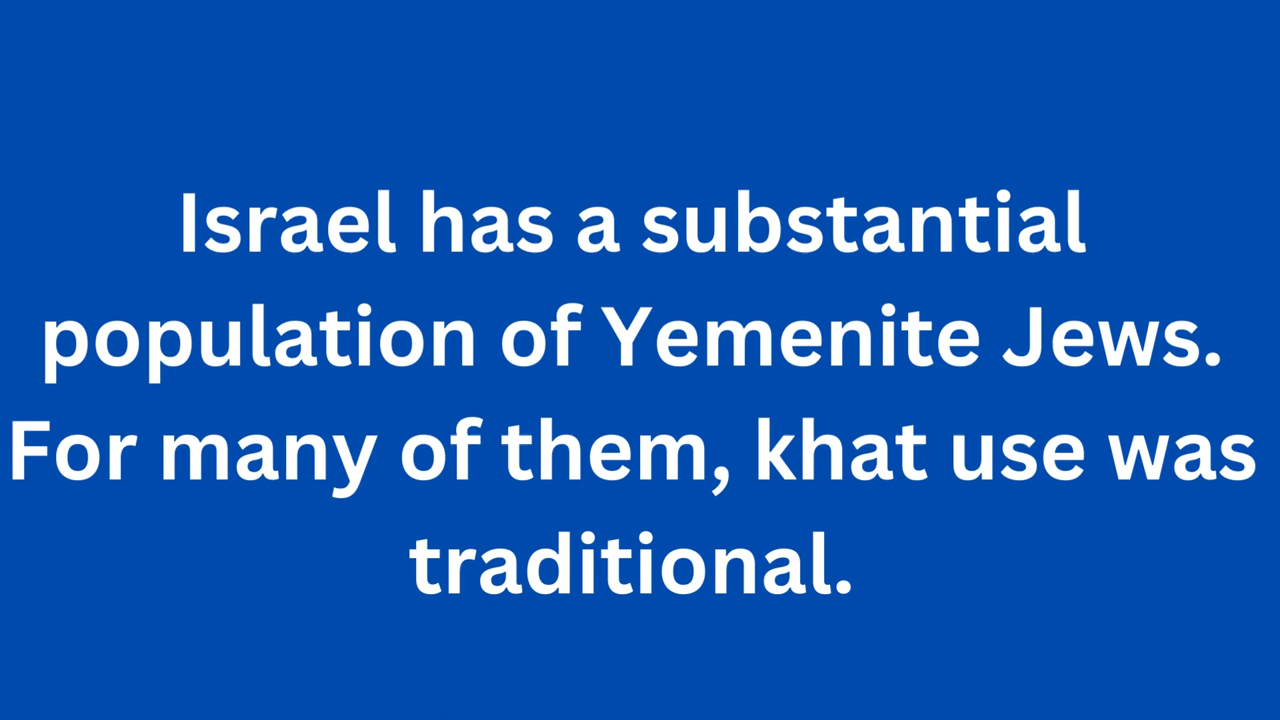 Israel has a substantial
population of Yemenite Jews.
For many of them, khat use was
traditional.